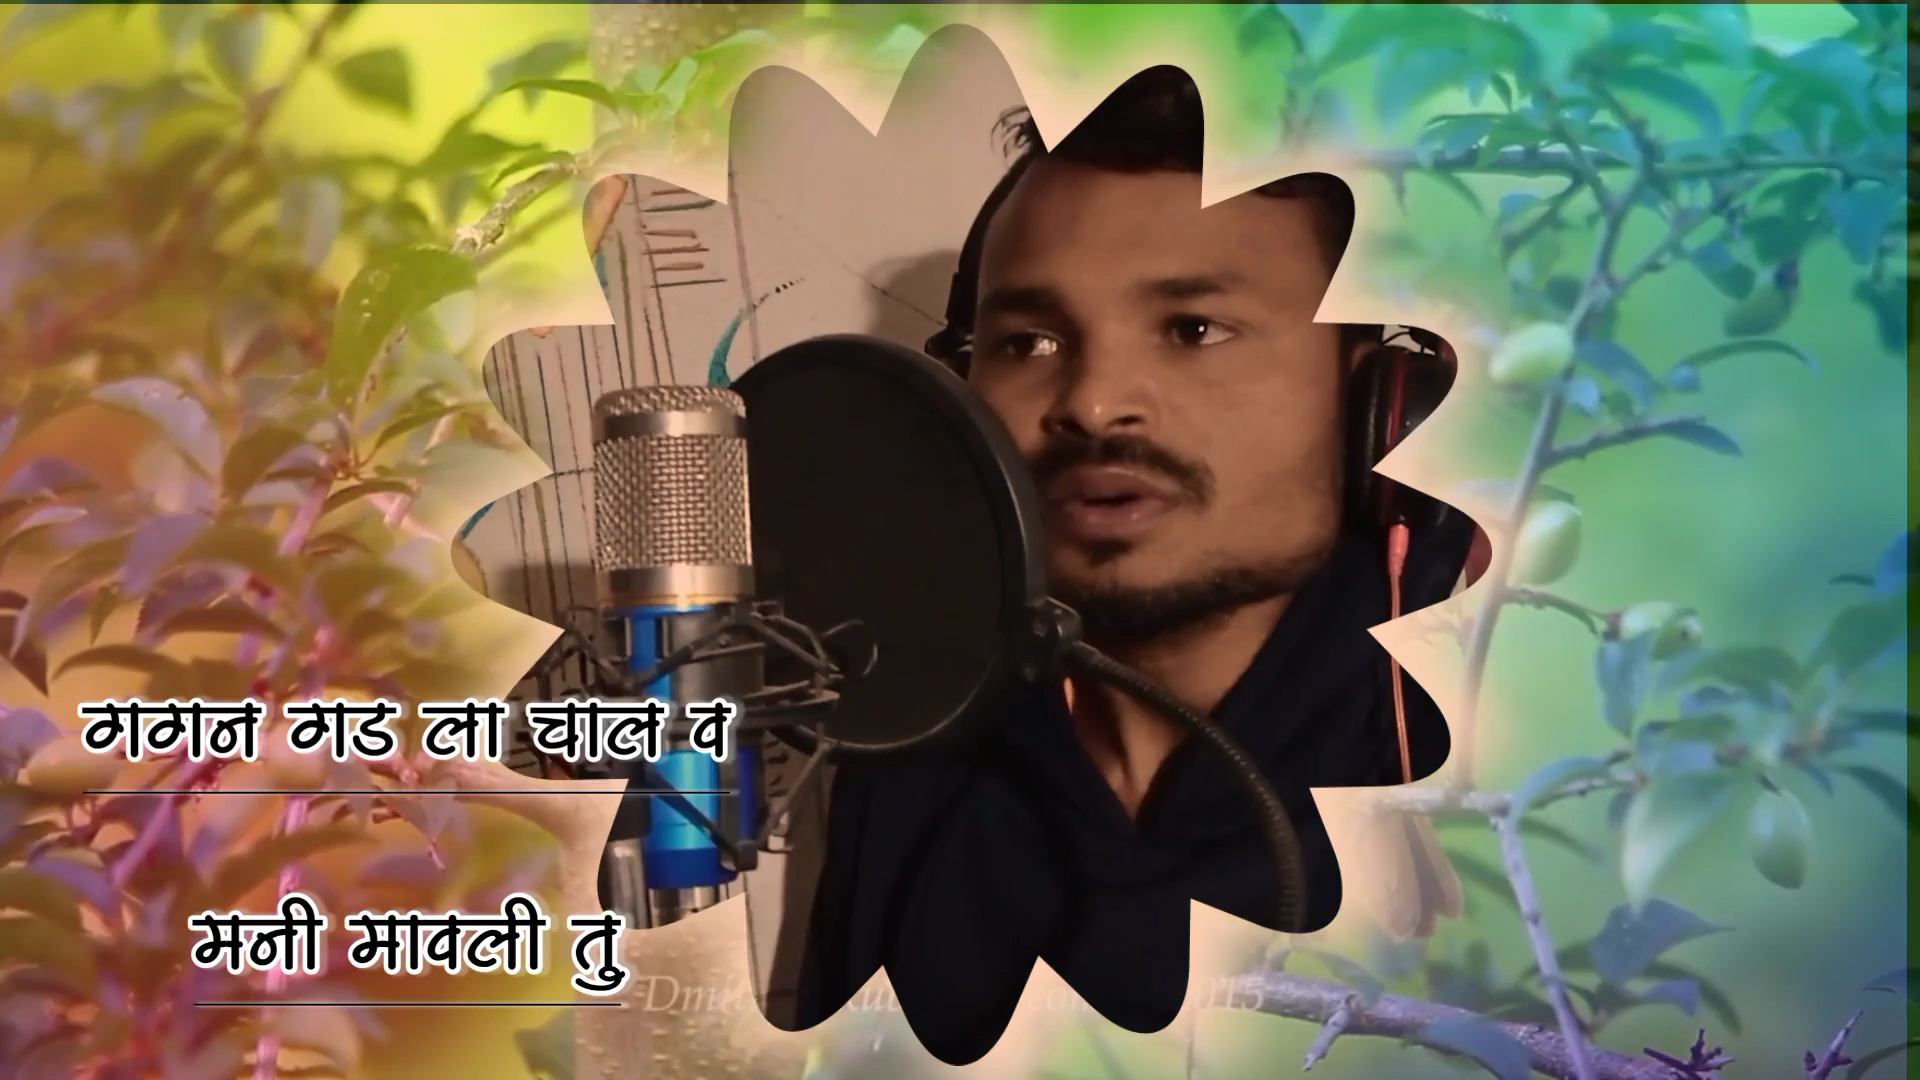 गगन गड ला चाल व
मनी मावली तु